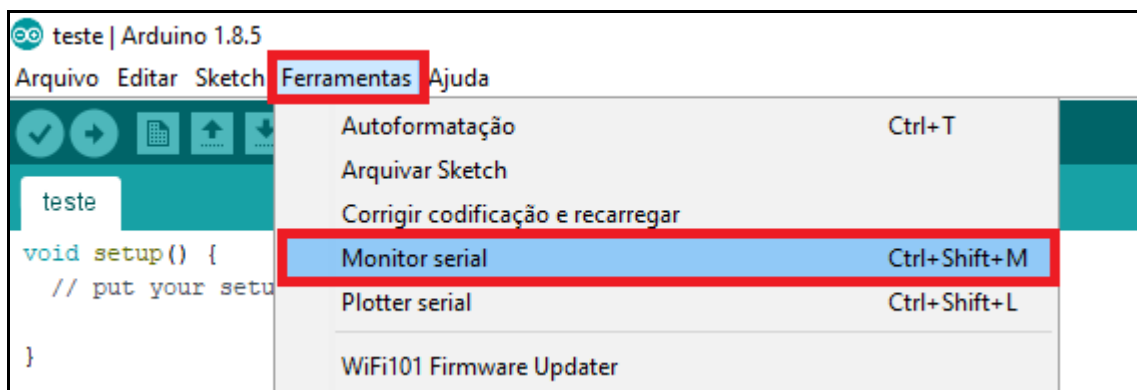 teste | Arduino 1.8.5
Arquivo Editar Sketch Ferramentas Ajuda
Autoformatação Ctrl+T
Arquivar Sketch
teste
Corrigir codificação e recarregar
void setup() {
Monitor serial Ctrl+Shift+M
// put your setu
Plotter serial Ctrl+Shift+L
}
WiFi101 Firmware Updater